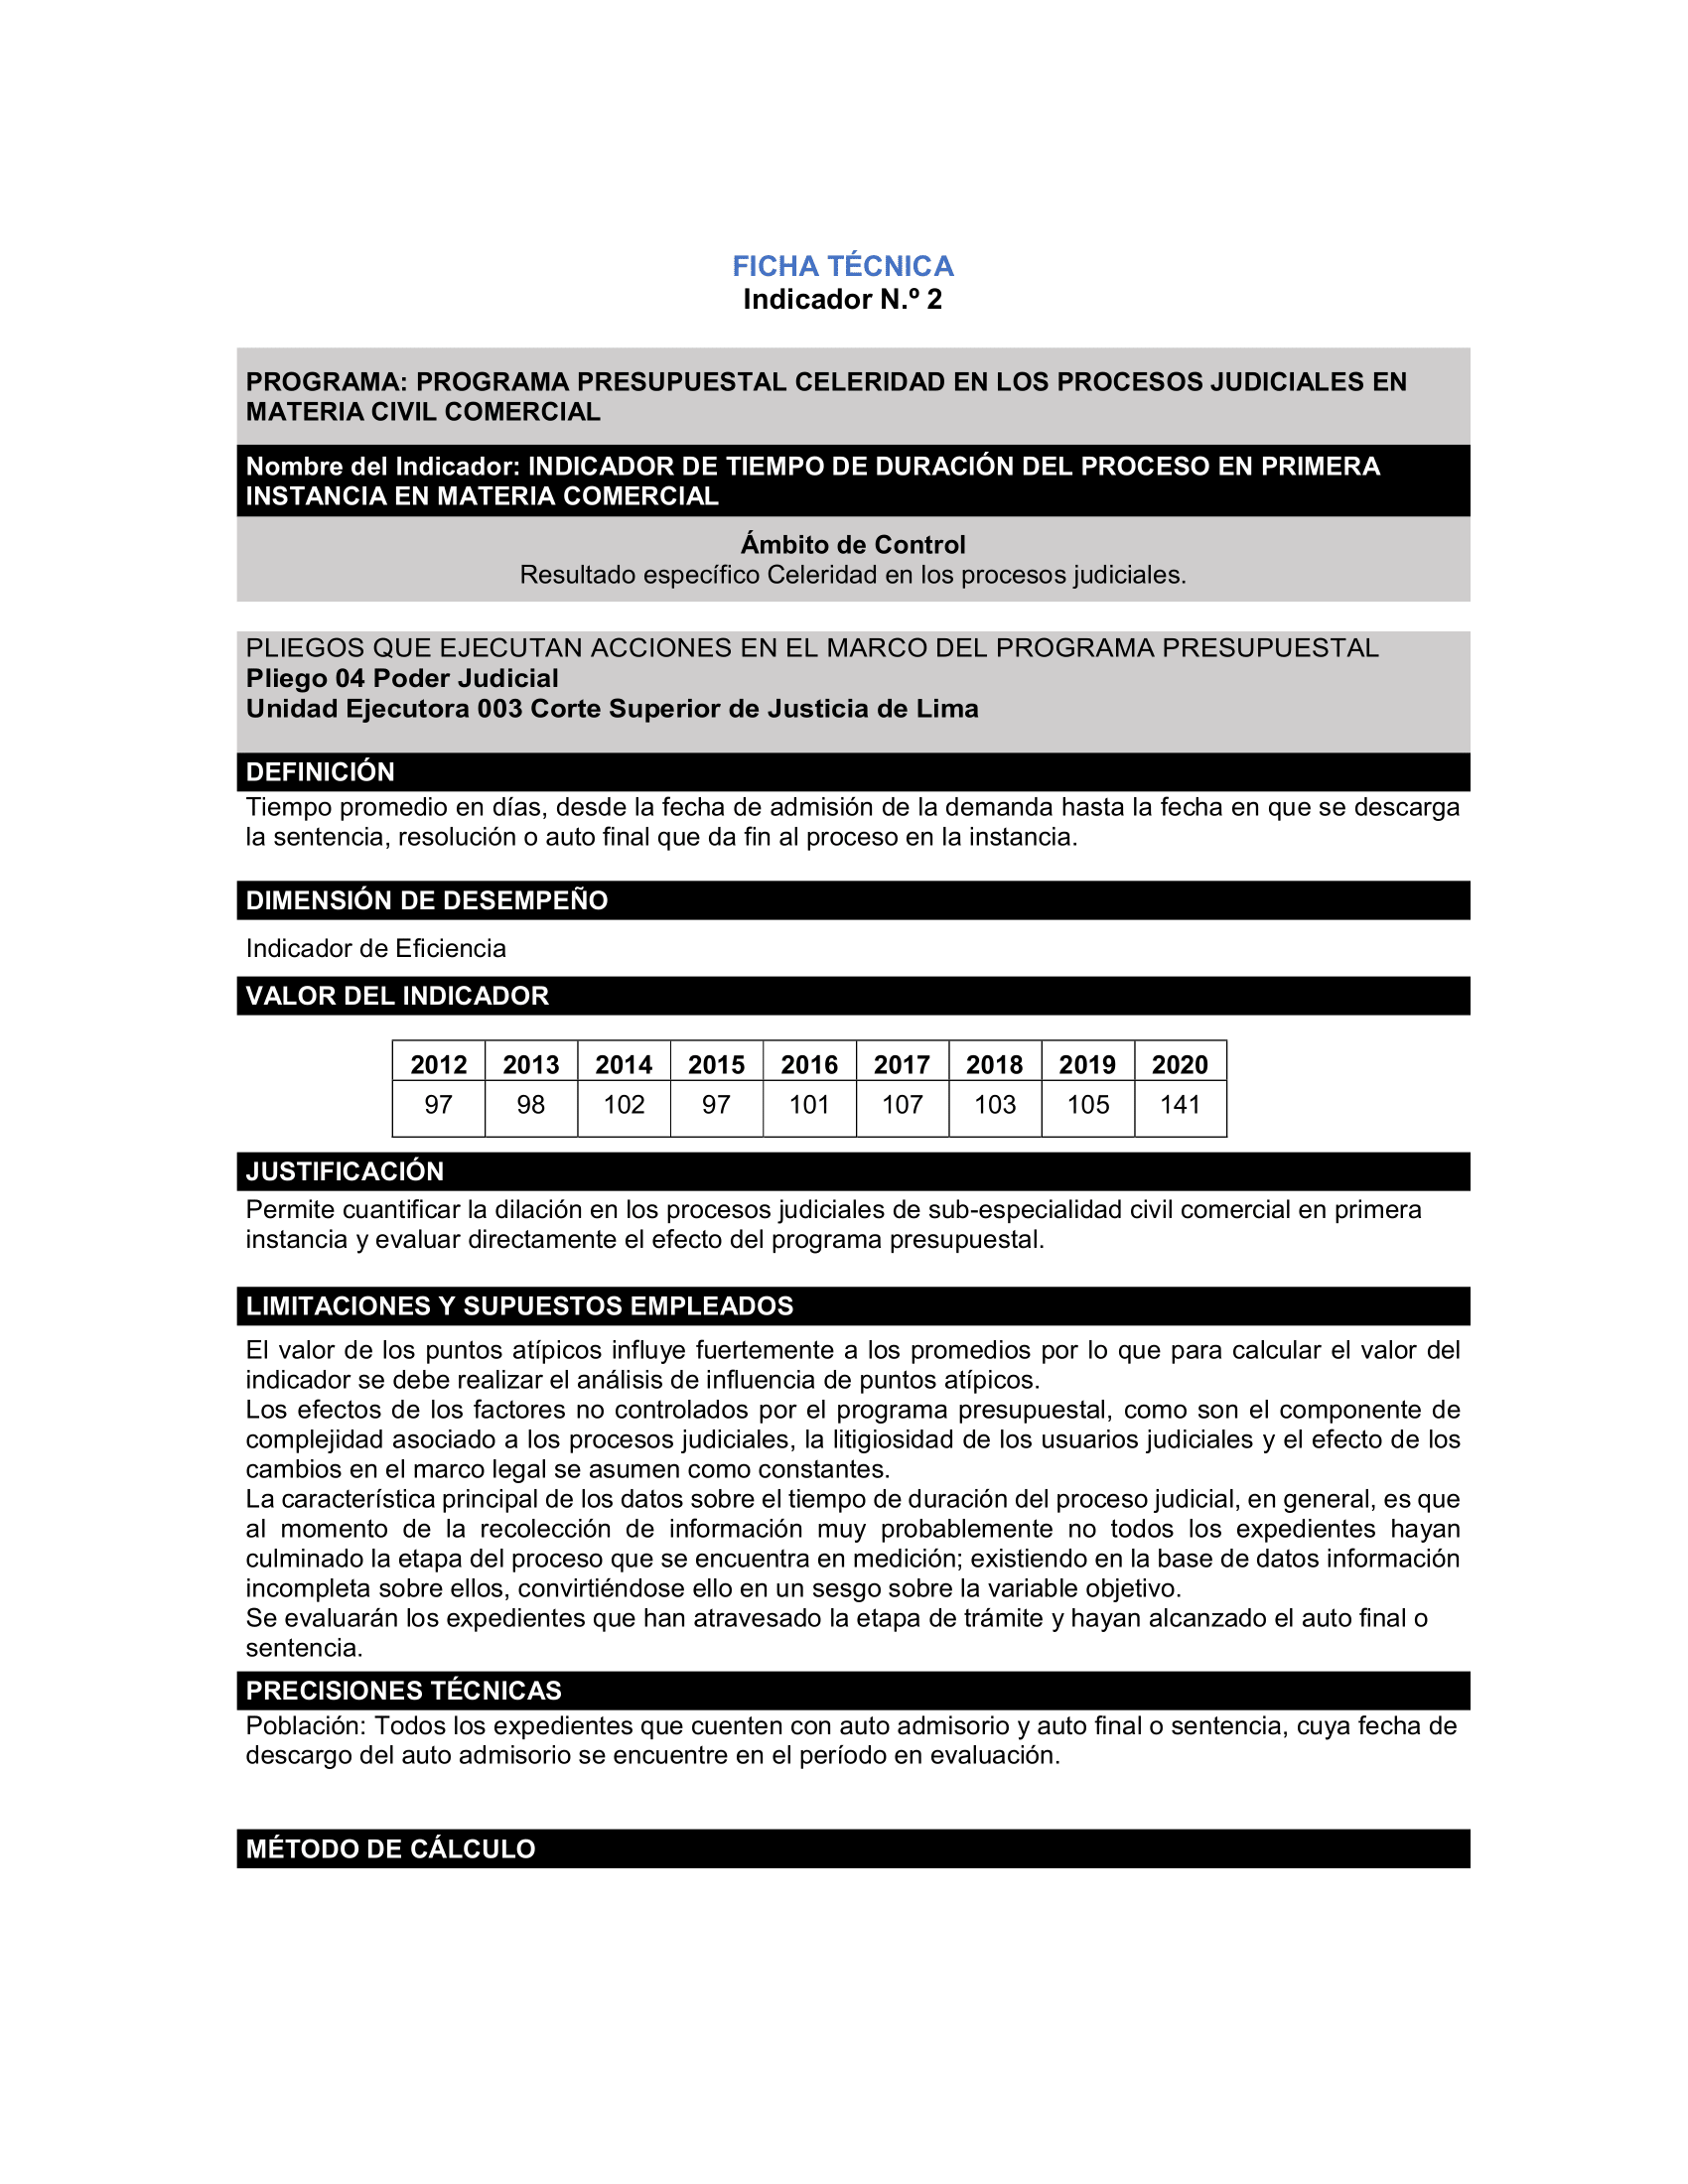 FICHA TÉCNICA
Indicador N.º 2
PROGRAMA: PROGRAMA PRESUPUESTAL CELERIDAD EN LOS PROCESOS JUDICIALES EN
MATERIA CIVIL COMERCIAL
Nombre del Indicador: INDICADOR DE TIEMPO DE DURACIÓN DEL PROCESO EN PRIMERA
INSTANCIA EN MATERIA COMERCIAL
Ámbito de Control
Resultado específico Celeridad en los procesos judiciales.
PLIEGOS QUE EJECUTAN ACCIONES EN EL MARCO DEL PROGRAMA PRESUPUESTAL
Pliego 04 Poder Judicial
Unidad Ejecutora 003 Corte Superior de Justicia de Lima
DEFINICIÓN
Tiempo promedio en días, desde la fecha de admisión de la demanda hasta la fecha en que se descarga
la sentencia, resolución o auto final que da fin al proceso en la instancia.
DIMENSIÓN DE DESEMPEÑO
Indicador de Eficiencia
VALOR DEL INDICADOR
2012 2013 2014 2015 2016 2017 2018 2019 2020
97 98 102 97 101 107 103 105 141
JUSTIFICACIÓN
Permite cuantificar la dilación en los procesos judiciales de sub-especialidad civil comercial en primera
instancia y evaluar directamente el efecto del programa presupuestal.
LIMITACIONES Y SUPUESTOS EMPLEADOS
El valor de los puntos atípicos influye fuertemente a los promedios por lo que para calcular el valor del
indicador se debe realizar el análisis de influencia de puntos atípicos.
Los efectos de los factores no controlados por el programa presupuestal, como son el componente de
complejidad asociado a los procesos judiciales, la litigiosidad de los usuarios judiciales y el efecto de los
cambios en el marco legal se asumen como constantes.
La característica principal de los datos sobre el tiempo de duración del proceso judicial, en general, es que
al momento de la recolección de información muy probablemente no todos los expedientes hayan
culminado la etapa del proceso que se encuentra en medición; existiendo en la base de datos información
incompleta sobre ellos, convirtiéndose ello en un sesgo sobre la variable objetivo.
Se evaluarán los expedientes que han atravesado la etapa de trámite y hayan alcanzado el auto final o
sentencia.
PRECISIONES TÉCNICAS
Población: Todos los expedientes que cuenten con auto admisorio y auto final o sentencia, cuya fecha de
descargo del auto admisorio se encuentre en el período en evaluación.
MÉTODO DE CÁLCULO